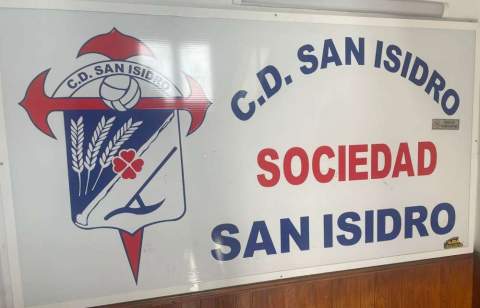 C.D. SAN ISIDRO
C.D. SAN ISIDRO
SOCIEDAD
SAN ISIDRO